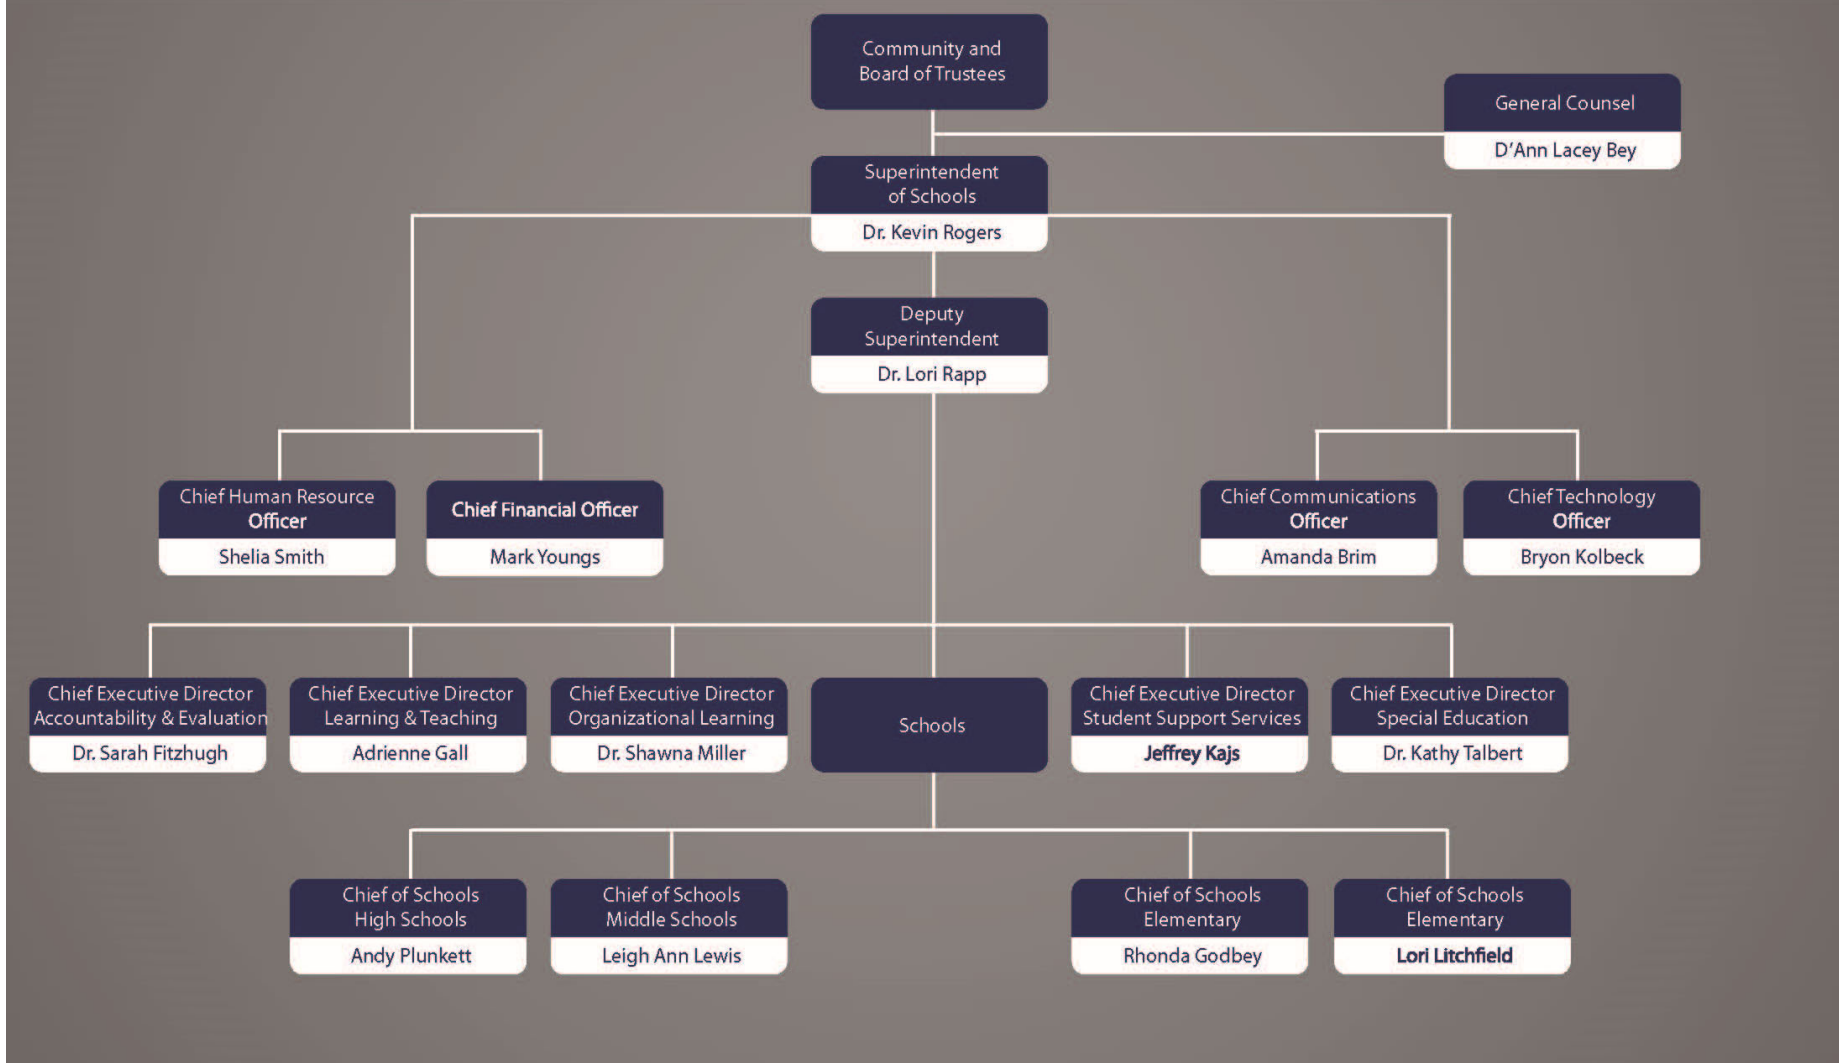 Community and
Board of Trustees
General Counsel
D’Ann Lacey Bey
Superintendent
of Schools
Dr. Kevin Rogers
Deputy
Superintendent
Dr. Lori Rapp
Chief Human Resource
Officer
Shelia Smith
Chief Financial Officer
Mark Youngs
Chief Communications
Officer
Amanda Brim
Chief Technology
Officer
Bryon Kolbeck
Chief Executive Director
Accountability & Evaluation
Dr. Sarah Fitzhugh
Chief Executive Director
Learning & Teaching
Adrienne Gall
Chief Executive Director
Organizational Learning
Dr. Shawna Miller
Schools
Chief Executive Director
Student Support Services
Jeffrey Kajs
Chief Executive Director
Special Education
Dr. Kathy Talbert
Chief of Schools
High Schools
Andy Plunkett
Chief of Schools
Middle Schools
Leigh Ann Lewis
Chief of Schools
Elementary
Rhonda Godbey
Chief of Schools
Elementary
Lori Litchfield